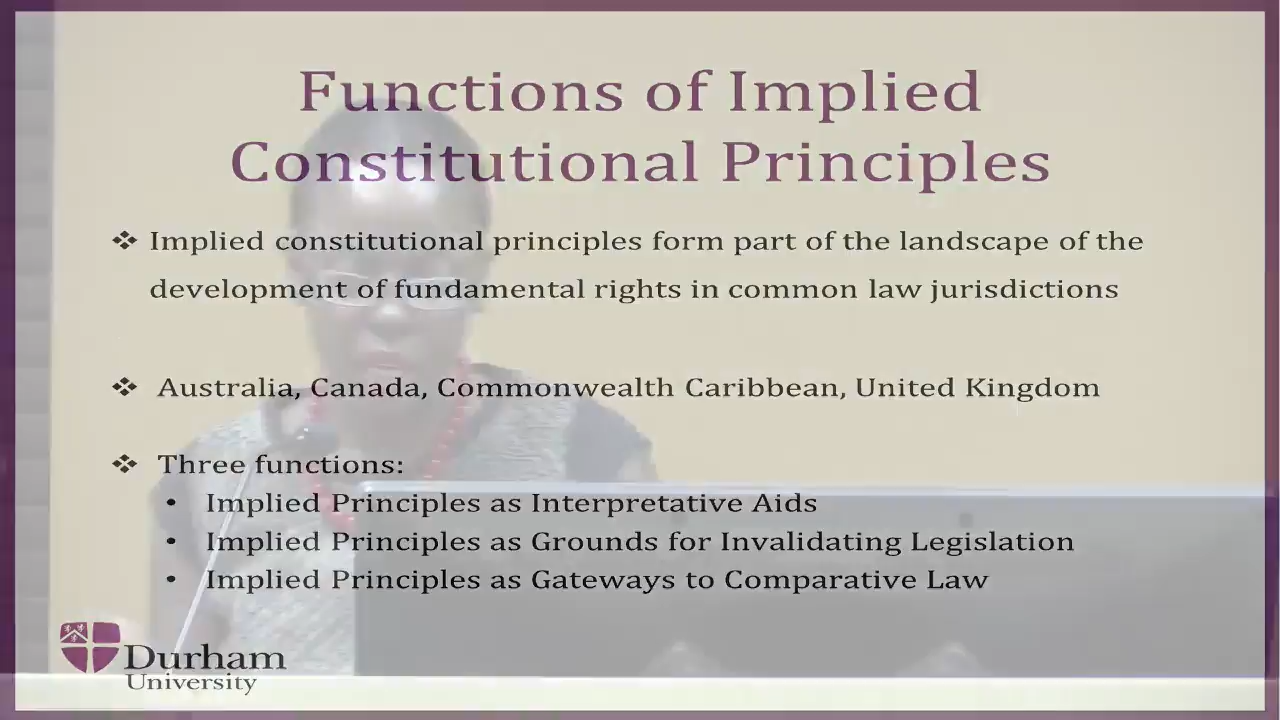 Functions of Implied
Constitutional Principles
❖ Implied constitutional principles form part of the landscape of the
development of fundamental rights in common law jurisdictions
❖ Australia, Canada, Commonwealth Caribbean, United Kingdom
❖ Three functions:
• Implied Principles as Interpretative Aids
• Implied Principles as Grounds for Invalidating Legislation
• Implied Principles as Gateways to Comparative Law
Durham
University